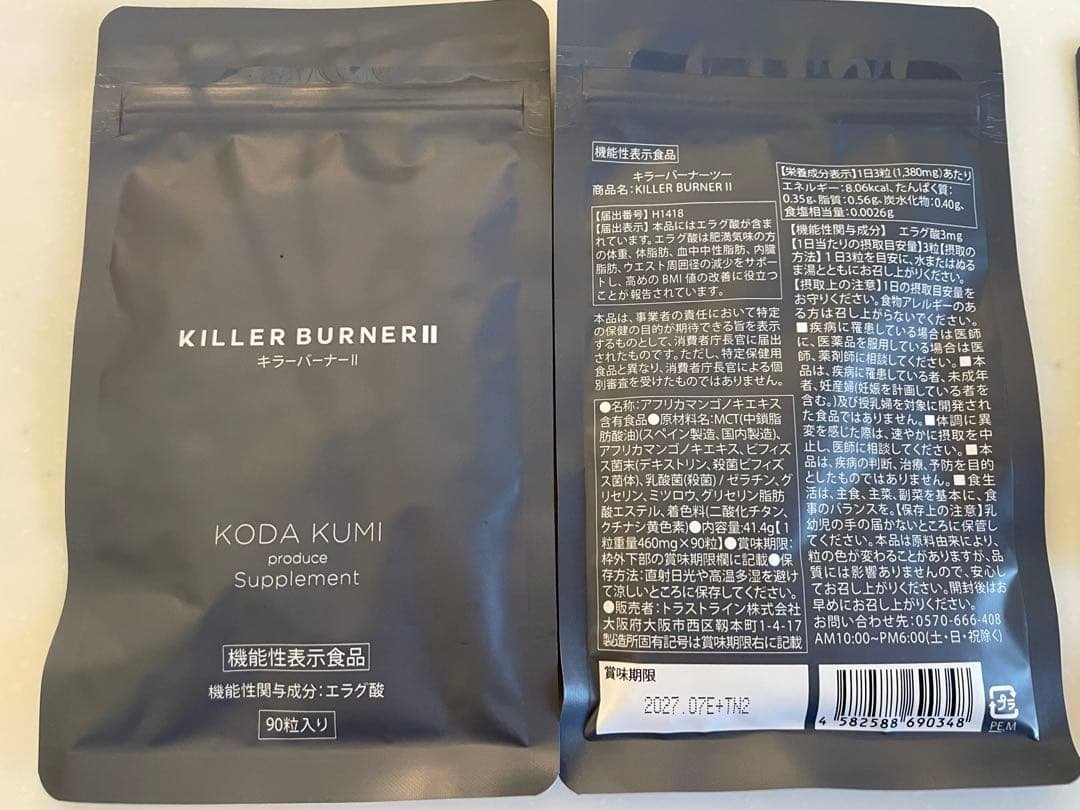 KILLER BURNER II
キラーバーナーII
KODA KUMI
produce
Supplement
機能性表示食品
機能性関与成分：エラグ酸
90粒入り
機能性表示食品
キラーバーナーツー
商品名：KILLER BURNER II
【届出番号】H1418
【届出表示】本品にはエラグ酸が含ま
れています。エラグ酸は肥満気味の方
の体重、体脂肪、血中中性脂肪、内臓
脂肪、ウエスト周囲径の減少をサポー
トし、高めのBMI値の改善に役立つ
ことが報告されています。
本品は、事業者の責任において特定
の保健の目的が期待できる旨を表示
するものとして、消費者庁長官に届出
されたものです。ただし、特定保健用
食品と異なり、消費者庁長官による個
別審査を受けたものではありません。
●名称：アフリカマンゴノキエキス
含有食品●原材料名：MCT(中鎖脂
肪酸油)(スペイン製造、国内製造)、
アフリカマンゴノキエキス、ビフィズ
ス菌末(デキストリン、殺菌ビフィズ
ス菌体)、乳酸菌(殺菌) / ゼラチン、グ
リセリン、ミツロウ、グリセリン脂肪
酸エステル、着色料(二酸化チタン、
クチナシ黄色素)●内容量：41.4g【1
粒重量460mg×90粒】●賞味期限：
枠外下部の賞味期限欄に記載●保
存方法：直射日光や高温多湿を避け
て涼しいところに保存してください。
●販売者：トラストライン株式会社
大阪府大阪市西区靱本町1-4-17
製造所固有記号は賞味期限右に記載
【栄養成分表示】1日3粒(1,380mg)あたり
エネルギー：8.06kcal、たんぱく質：
0.35g、脂質：0.56g、炭水化物：0.40g、
食塩相当量：0.0026g
【機能性関与成分】 エラグ酸3mg
【1日当たりの摂取目安量】3粒【摂取の
方法】1日3粒を目安に、水またはぬる
ま湯とともにお召し上がりください。
【摂取上の注意】1日の摂取目安量を
お守りください。食物アレルギーのあ
る方は召し上がらないでください。
■疾病に罹患している場合は医師
に、医薬品を服用している場合は医
師、薬剤師に相談してください。■本
品は、疾病に罹患している者、未成年
者、妊産婦(妊娠を計画している者を
含む。)及び授乳婦を対象に開発され
た食品ではありません。■体調に異
変を感じた際は、速やかに摂取を中
止し、医師に相談してください。■本
品は、疾病の診断、治療、予防を目的
としたものではありません。■食生
活は、主食、主菜、副菜を基本に、食
事のバランスを。【保存上の注意】乳
幼児の手の届かないところに保管し
てください。本品は原料由来により、
粒の色が変わることがありますが、品
質には影響ありませんので、安心し
てお召し上がりください。開封後はお
早めにお召し上がりください。
お問い合わせ先：0570-666-408
AM10:00~PM6:00(土・日・祝除く)
賞味期限
2027.07E+TN2
4 582588 690348
プラ
PE,M